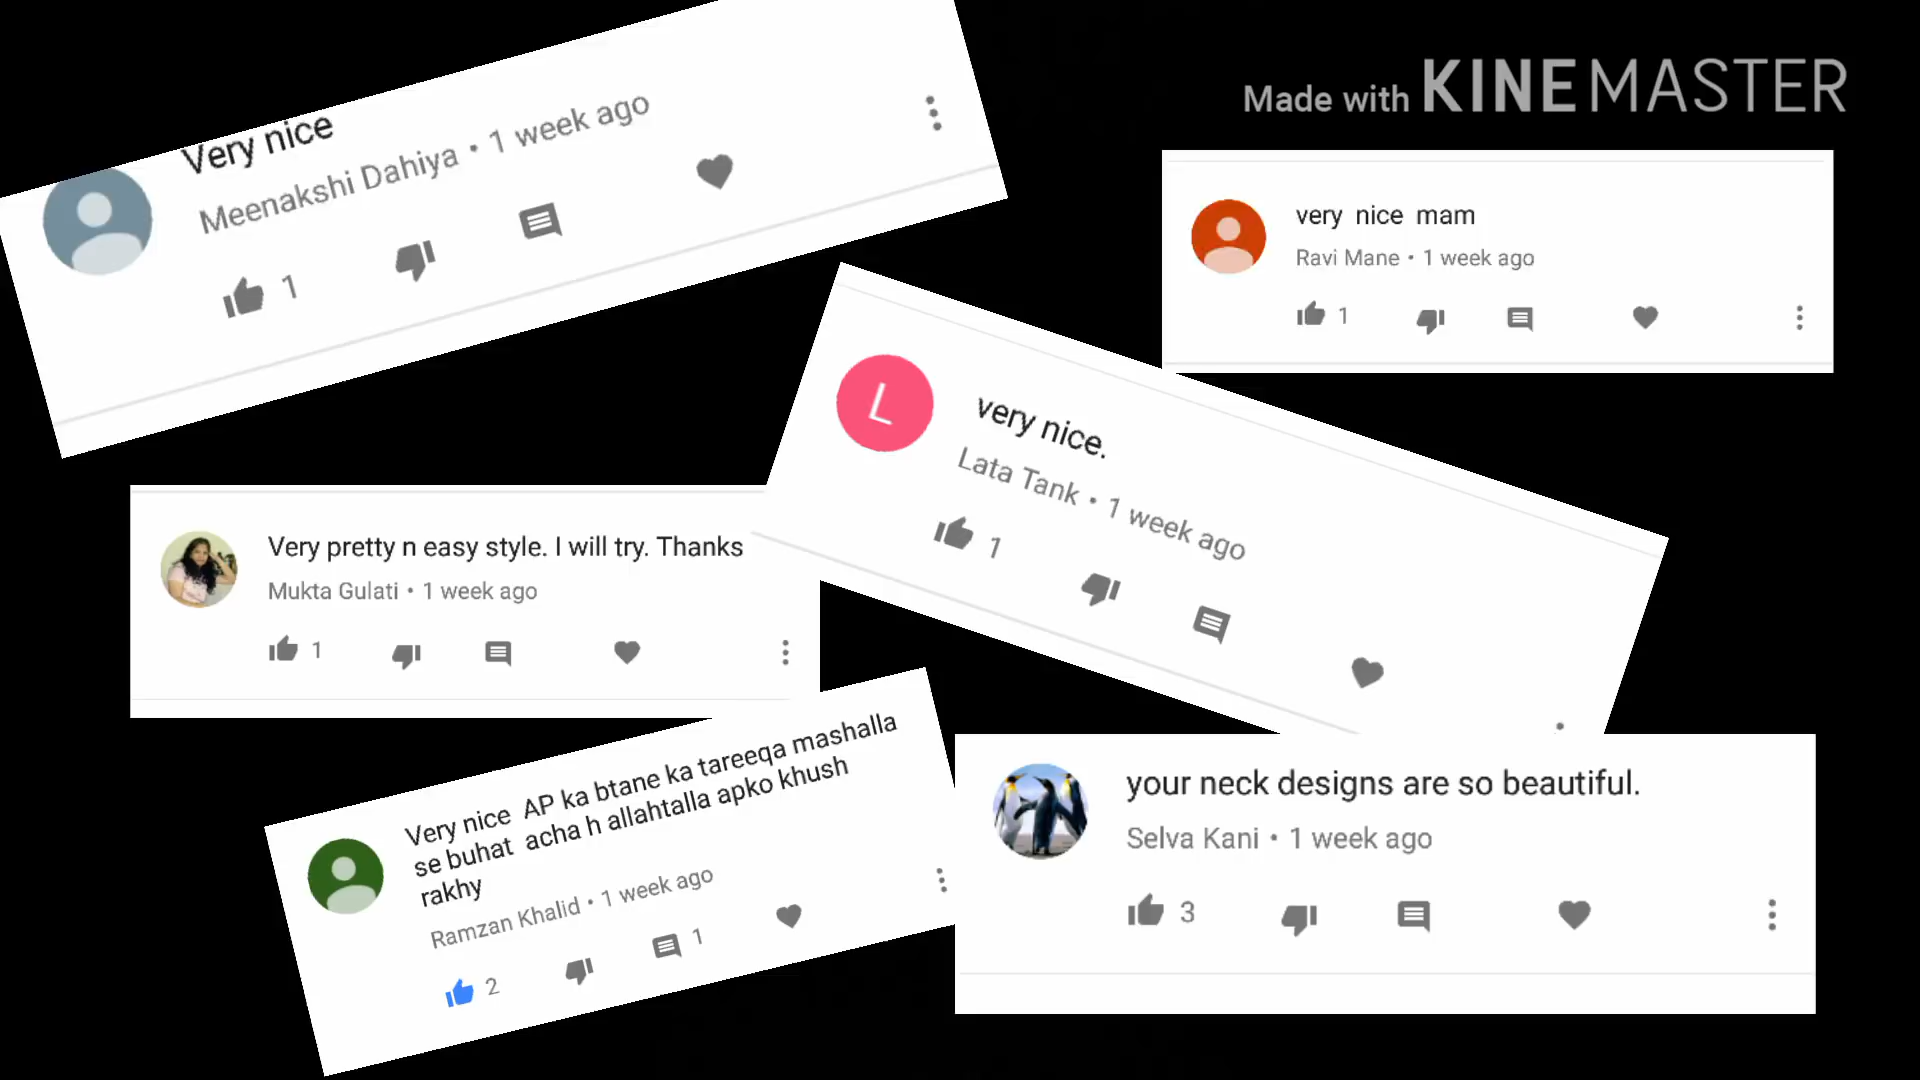 Made with KINEMASTER
Very nice
Meenakshi Dahiya • 1 week ago
1
very nice mam
Ravi Mane • 1 week ago
1
L
very nice.
Lata Tank • 1 week ago
1
Very pretty n easy style. I will try. Thanks
Mukta Gulati • 1 week ago
1
Very nice AP ka btane ka tareeqa mashalla
se buhat acha h allahtalla apko khush
rakhy
Ramzan Khalid • 1 week ago
2 1
your neck designs are so beautiful.
Selva Kani • 1 week ago
3